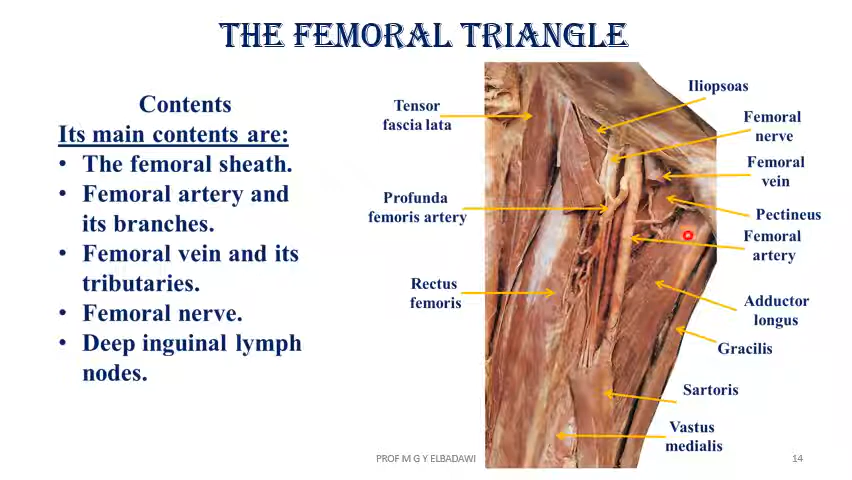 THE FEMORAL TRIANGLE
Contents
Its main contents are:
• The femoral sheath.
• Femoral artery and
its branches.
• Femoral vein and its
tributaries.
• Femoral nerve.
• Deep inguinal lymph
nodes.
Tensor
fascia lata
Profunda
femoris artery
Rectus
femoris
Iliopsoas
Femoral
nerve
Femoral
vein
Pectineus
Femoral
artery
Adductor
longus
Gracilis
Sartoris
Vastus
medialis
PROF M G Y ELBADAWI
14